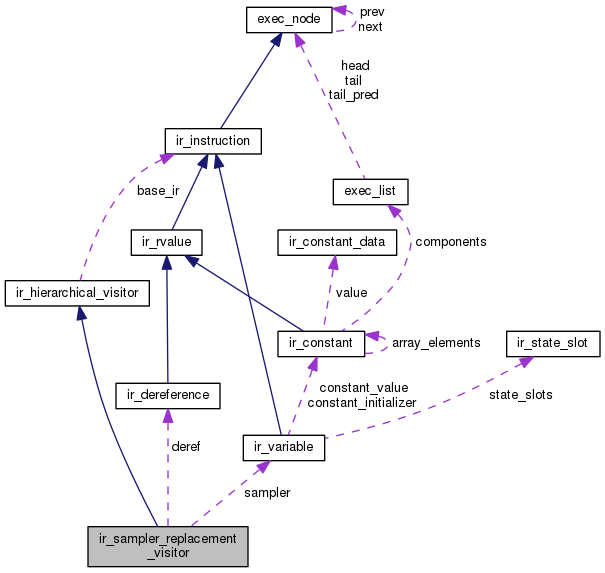 exec_node
prev
next
head
tail
tail_pred
ir_instruction
base_ir
exec_list
ir_rvalue
ir_constant_data
components
ir_hierarchical_visitor
value
ir_constant
array_elements
ir_state_slot
ir_dereference
constant_value
constant_initializer
state_slots
deref
ir_variable
sampler
ir_sampler_replacement
_visitor